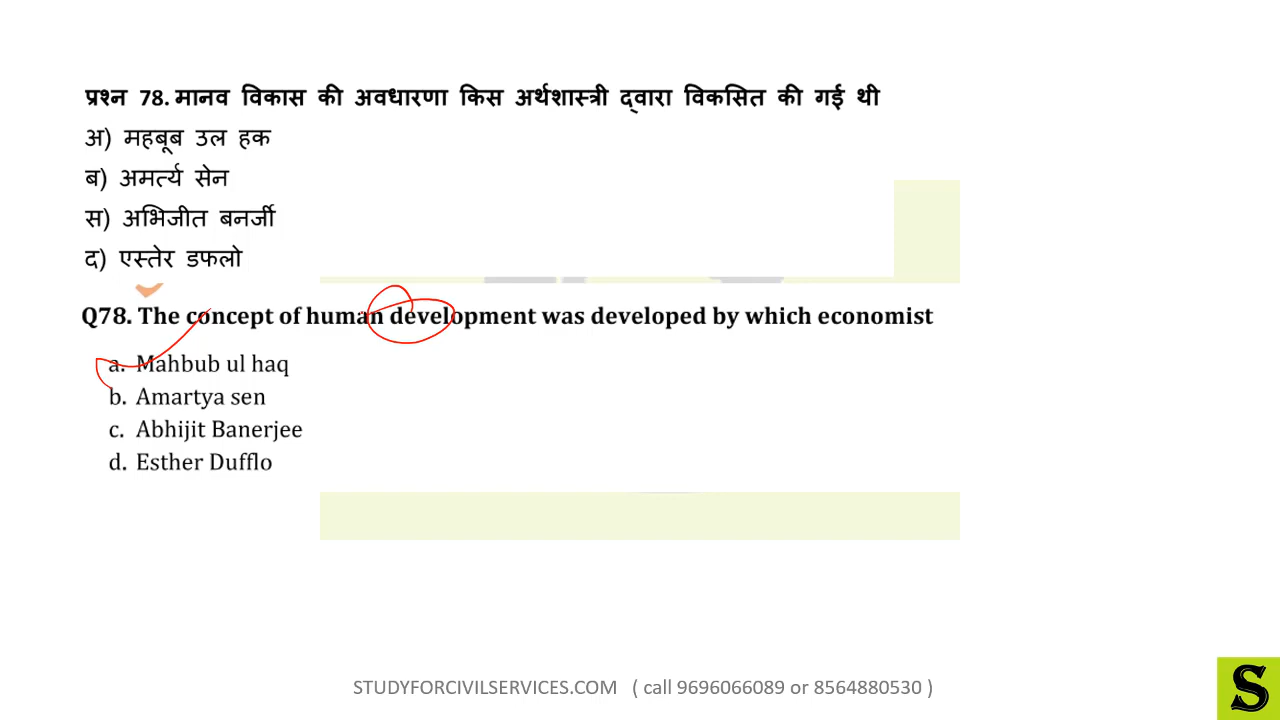 प्रश्न 78. मानव विकास की अवधारणा किस अर्थशास्त्री द्वारा विकसित की गई थी
अ) महबूब उल हक
ब) अमर्त्य सेन
स) अभिजीत बनर्जी
द) एस्तेर डफलो
Q78. The concept of human development was developed by which economist
a. Mahbub ul haq
b. Amartya sen
c. Abhijit Banerjee
d. Esther Dufflo
STUDYFORCIVILSERVICES.COM ( call 9696066089 or 8564880530 )
S